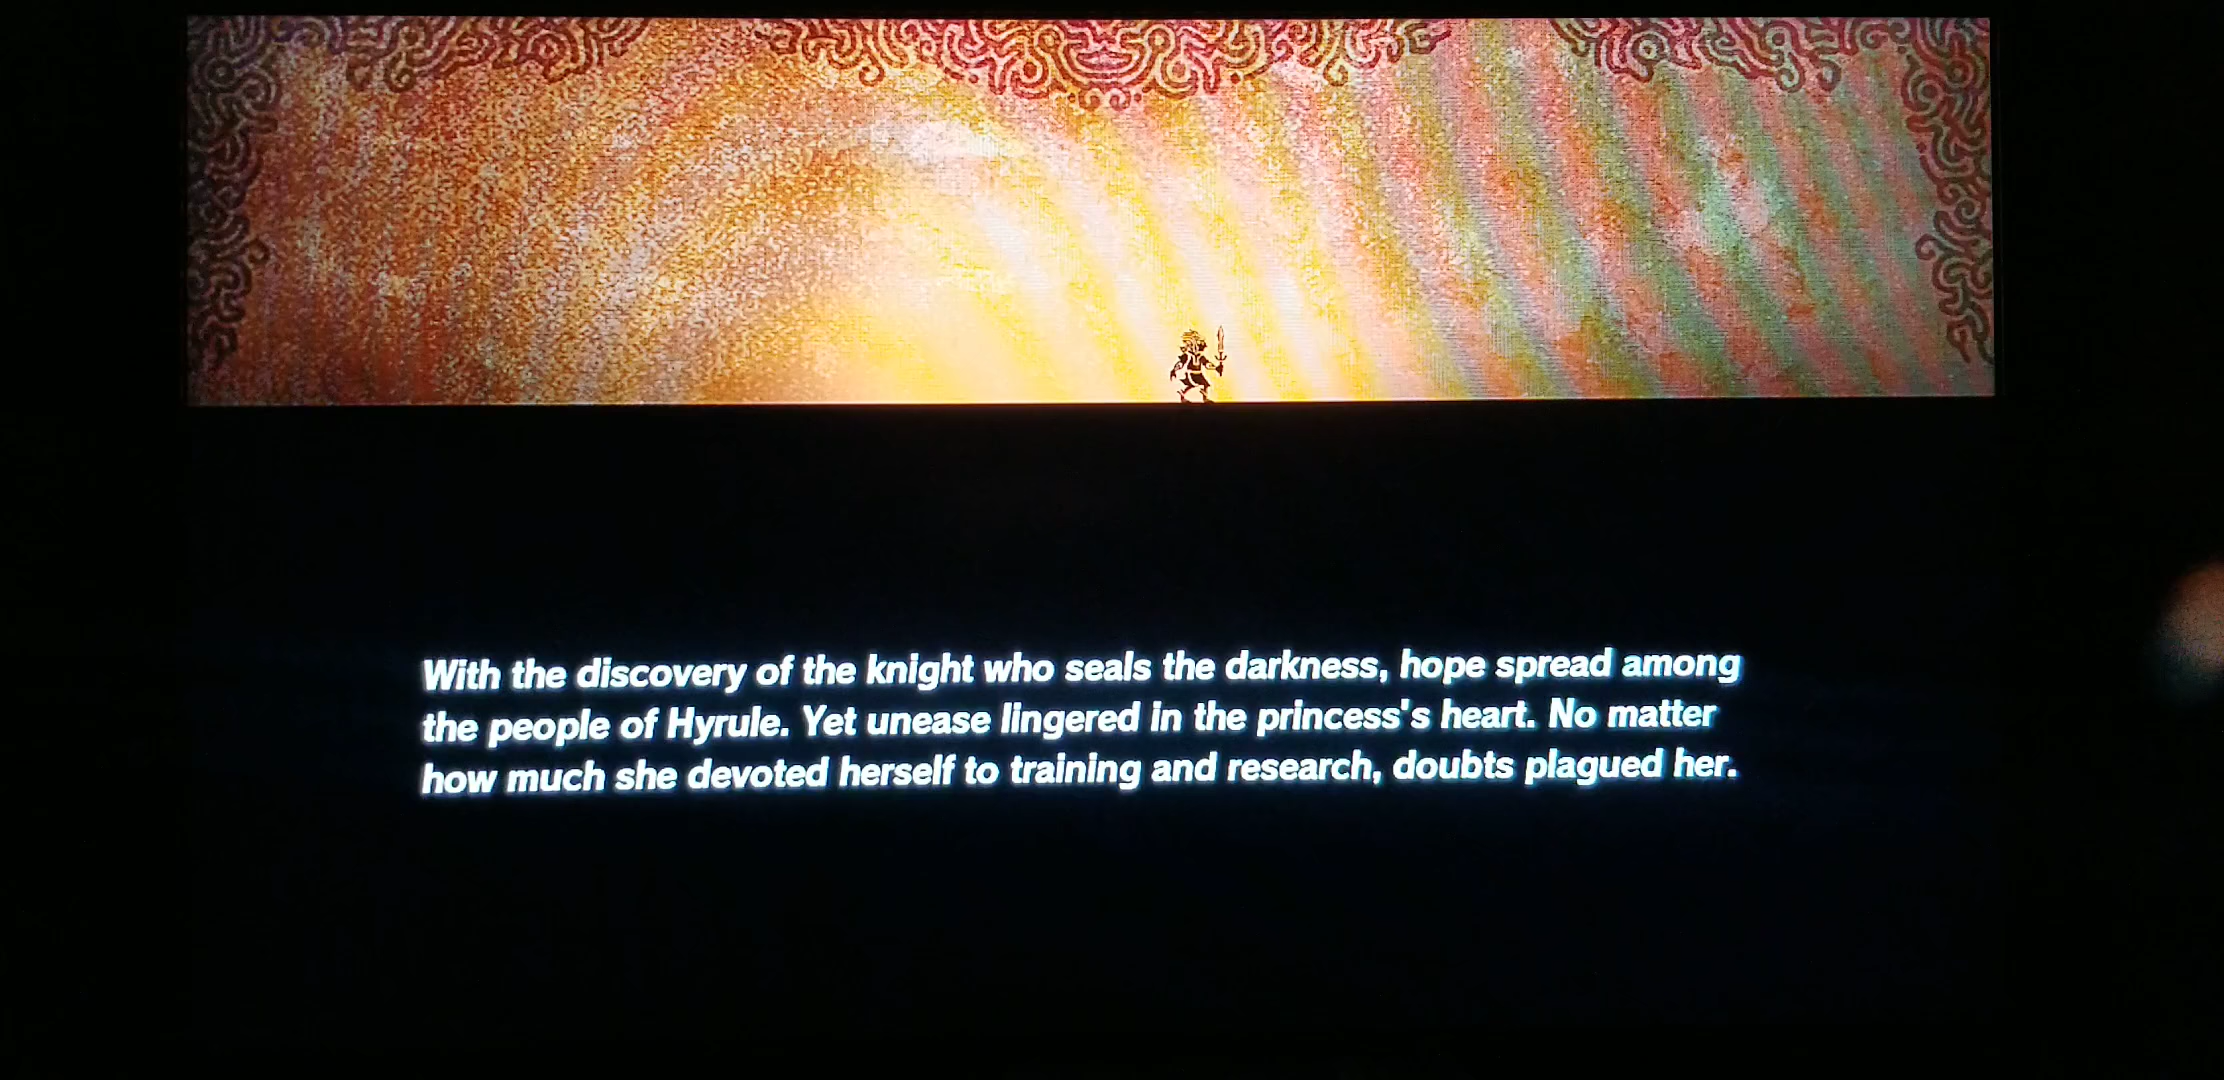 With the discovery of the knight who seals the darkness, hope spread among
the people of Hyrule. Yet unease lingered in the princess's heart. No matter
how much she devoted herself to training and research, doubts plagued her.